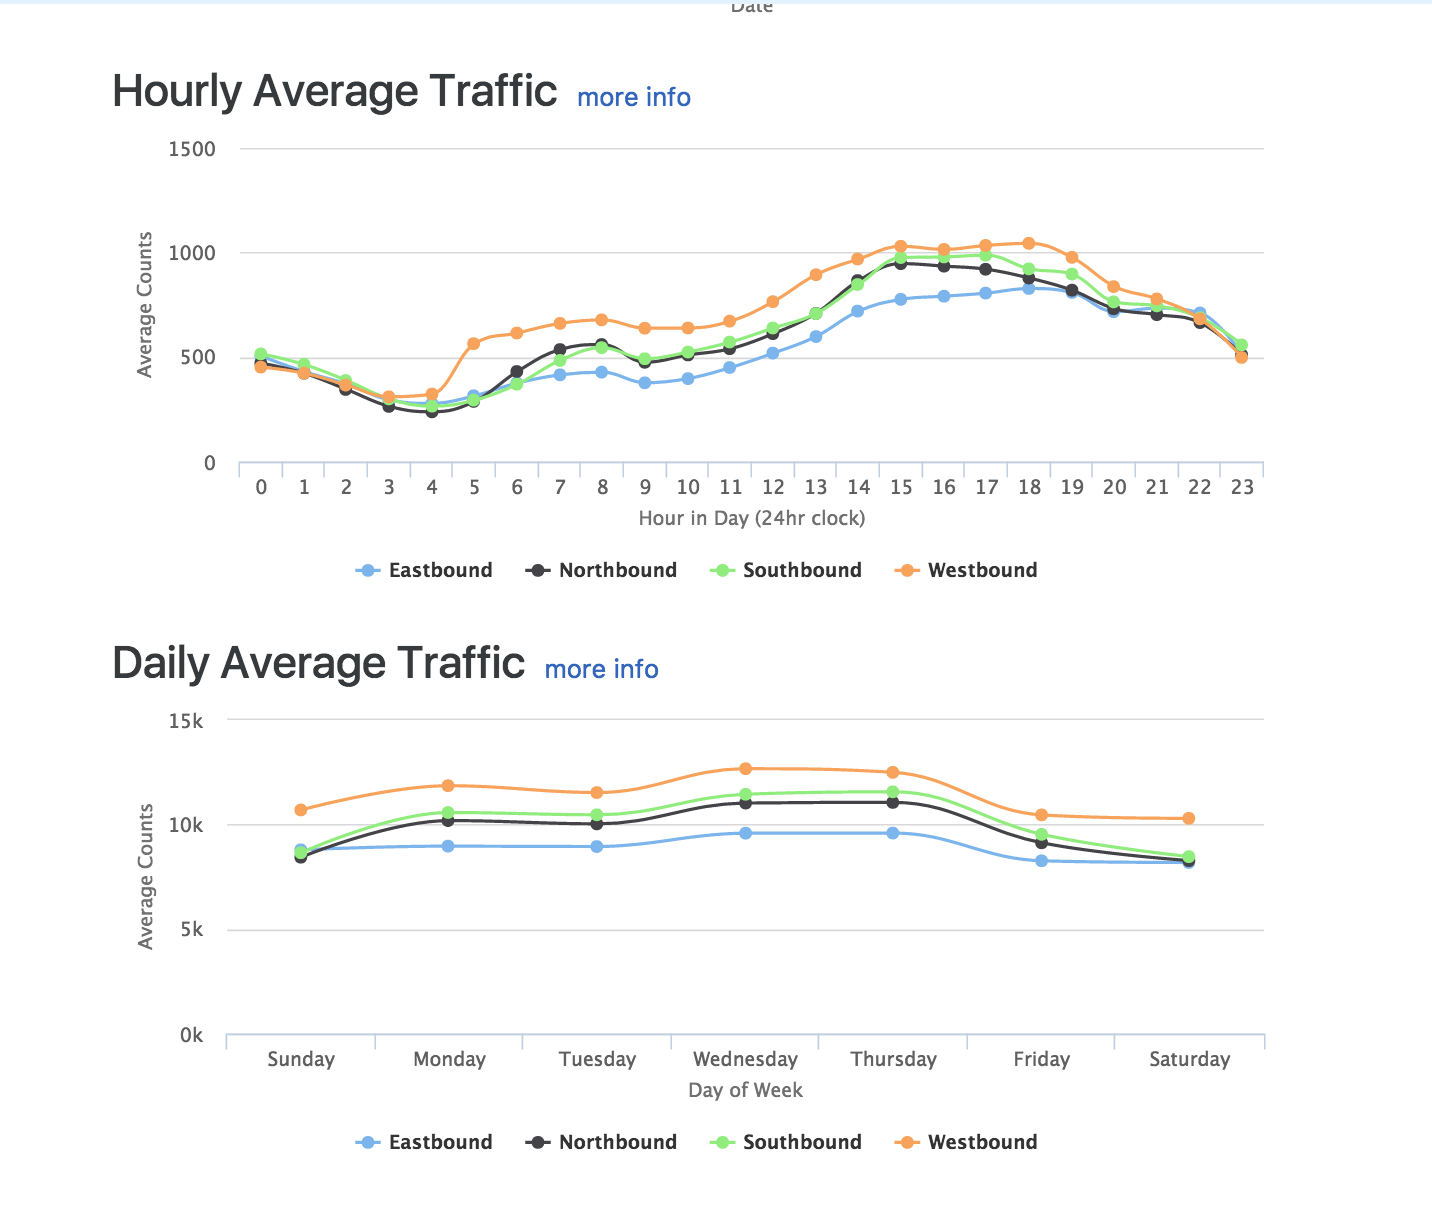 Date
Hourly Average Traffic more info
1500
1000
500
0
Average Counts
0 1 2 3 4 5 6 7 8 9 10 11 12 13 14 15 16 17 18 19 20 21 22 23
Hour in Day (24hr clock)
Eastbound Northbound Southbound Westbound
Daily Average Traffic more info
15k
10k
5k
0k
Average Counts
Sunday Monday Tuesday Wednesday Thursday Friday Saturday
Day of Week
Eastbound Northbound Southbound Westbound